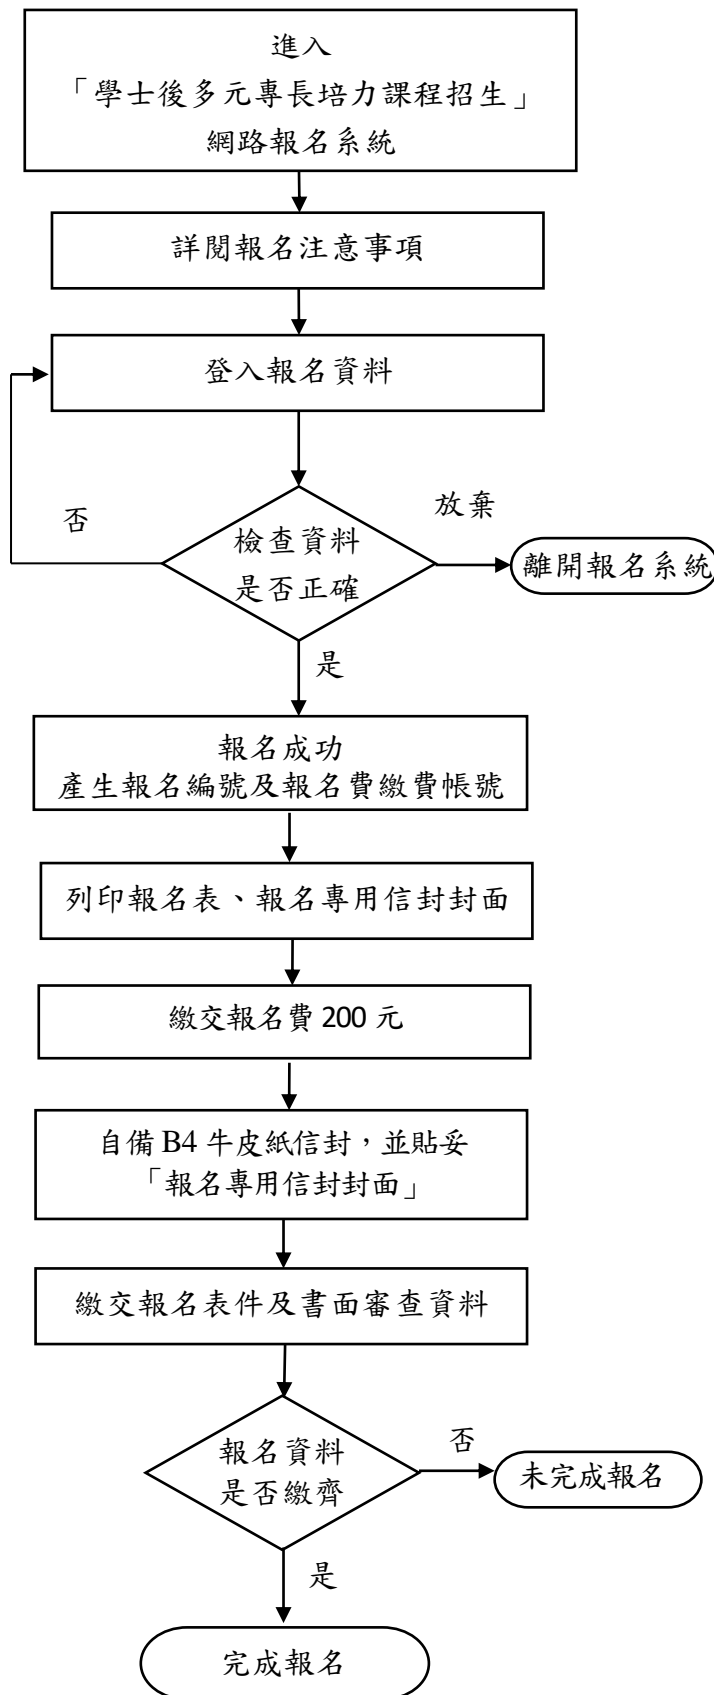 進入
「學士後多元專長培力課程招生」
網路報名系統
詳閱報名注意事項
登入報名資料
否
放棄
檢查資料
是否正確
離開報名系統
是
報名成功
產生報名編號及報名費繳費帳號
列印報名表、報名專用信封封面
繳交報名費 200 元
自備 B4 牛皮紙信封，並貼妥
「報名專用信封封面」
繳交報名表件及書面審查資料
報名資料
是否繳齊
否
未完成報名
是
完成報名